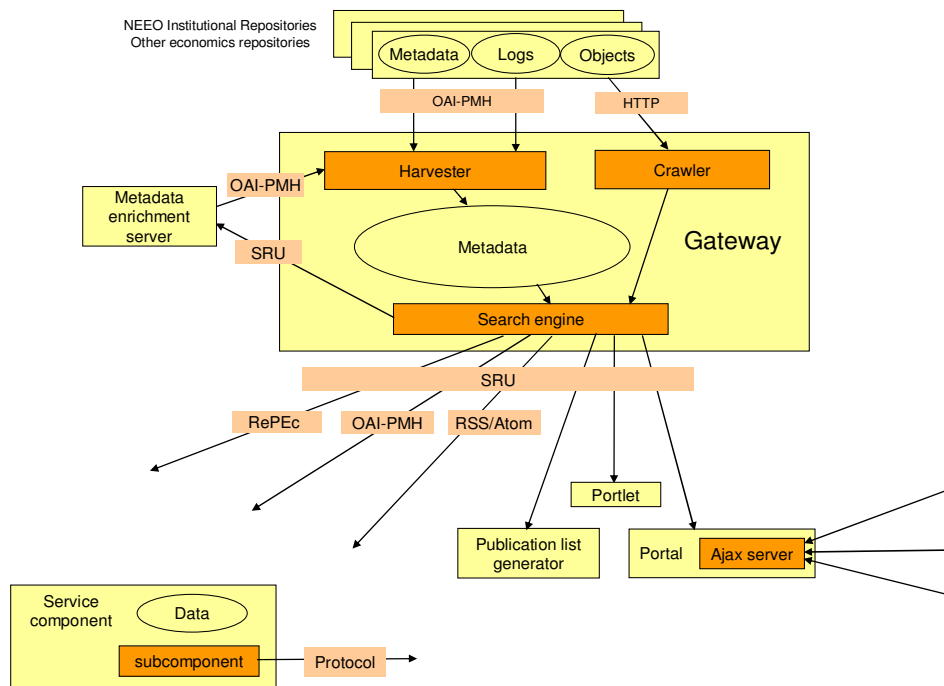 NEEO Institutional Repositories
Other economics repositories
Metadata
Logs
Objects
OAI-PMH
HTTP
Harvester
Crawler
OAI-PMH
Metadata
enrichment
server
Metadata
Gateway
SRU
Search engine
SRU
RePEc
OAI-PMH
RSS/Atom
Portlet
Publication list
generator
Portal
Ajax server
Service
component
Data
subcomponent
Protocol